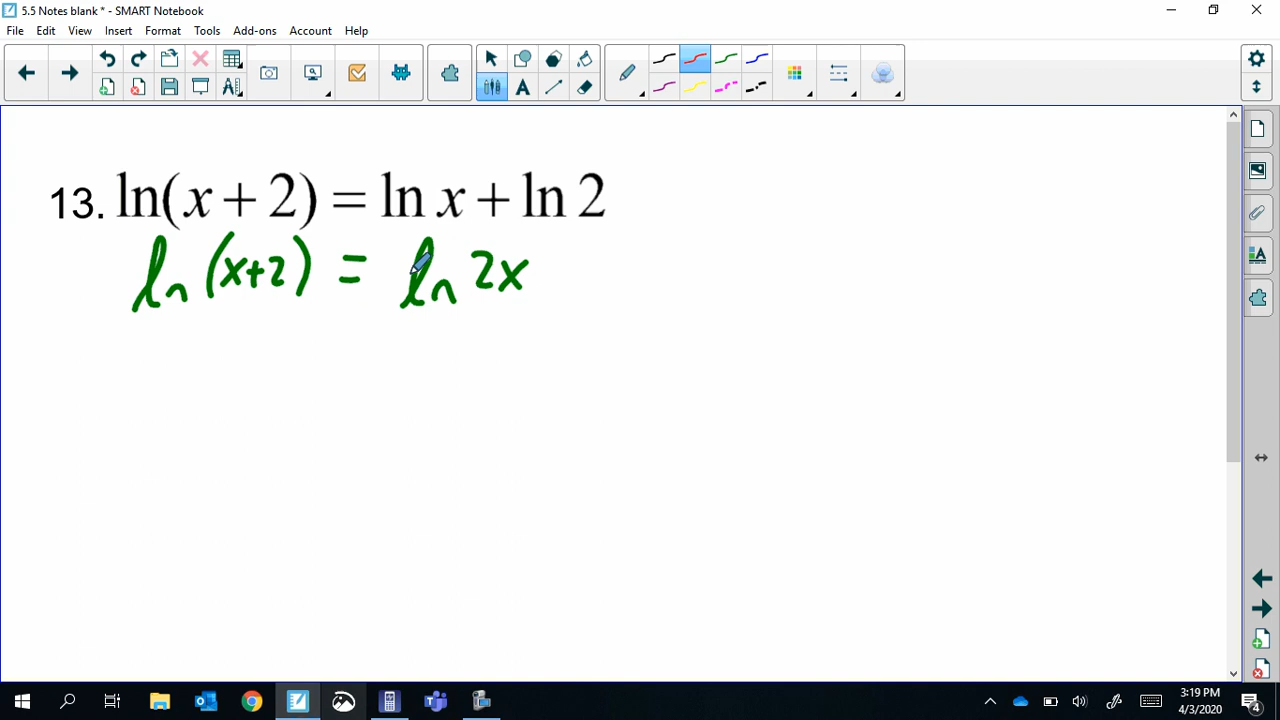 5.5 Notes blank * - SMART Notebook
File Edit View Insert Format Tools Add-ons Account Help
13. ln(x + 2) = ln x + ln 2
ln (x+2) = ln 2x
3:19 PM
4/3/2020
4